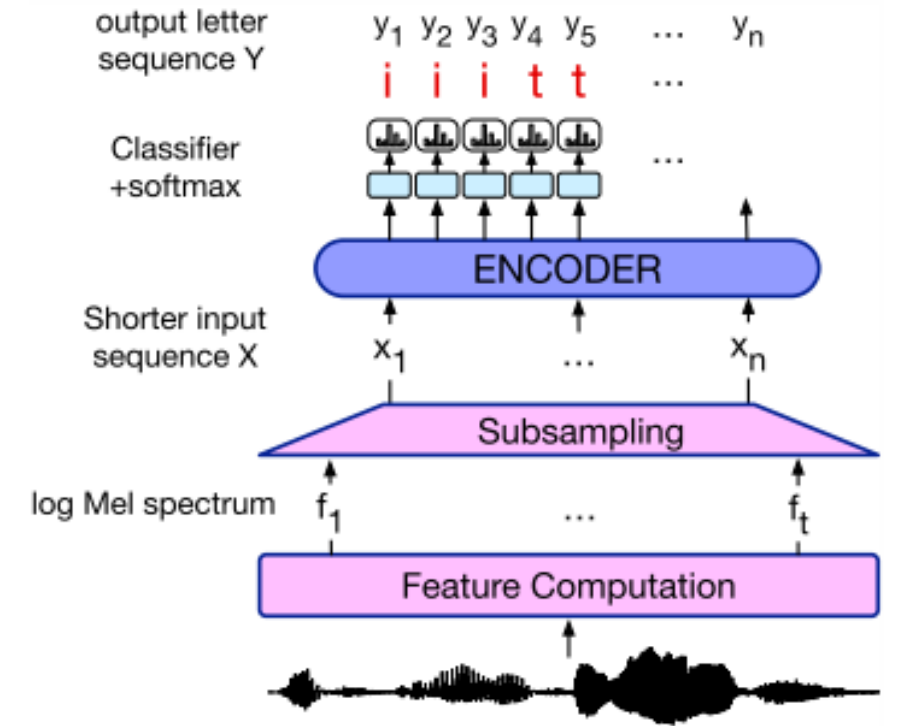 output letter sequence Y
y1 y2 y3 y4 y5 ... yn
i i i t t ...
Classifier +softmax
...
ENCODER
Shorter input sequence X
x1 ... xn
Subsampling
log Mel spectrum
f1 ... ft
Feature Computation